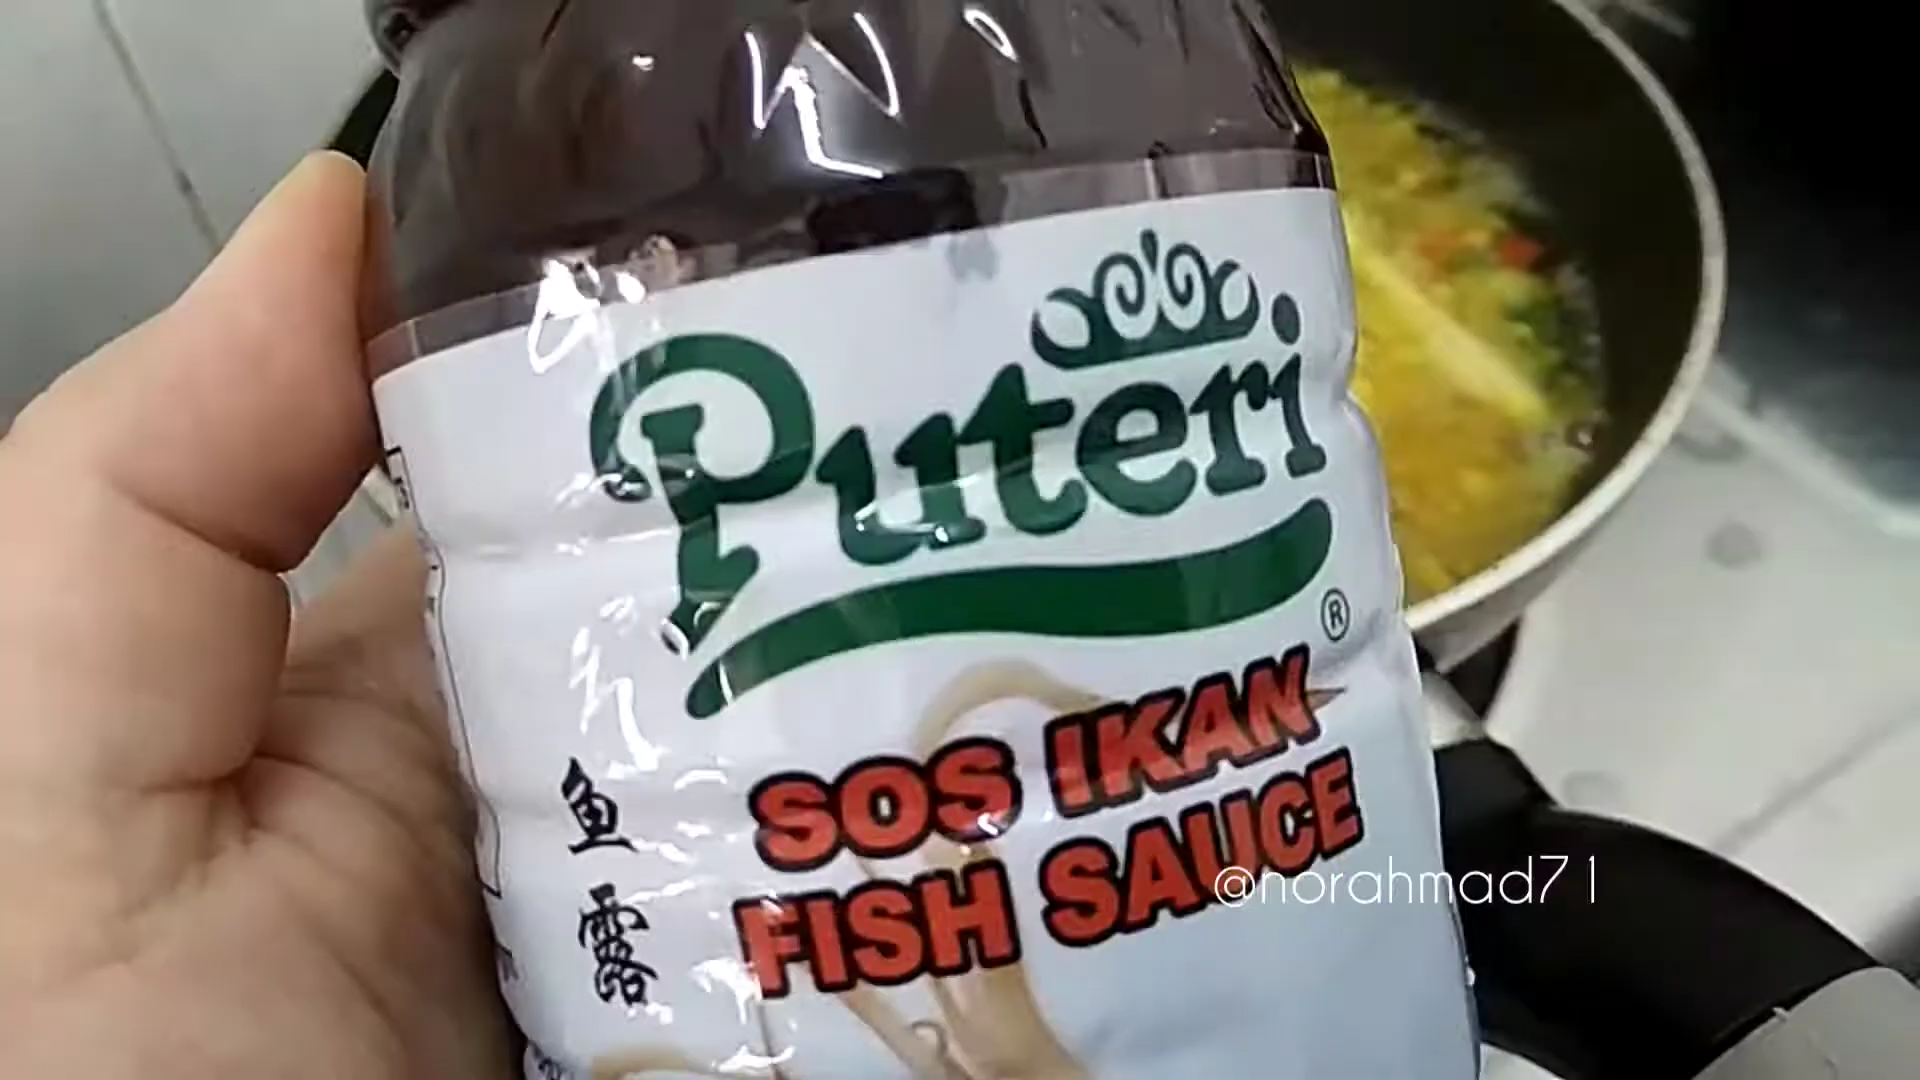 Puteri
®
SOS IKAN
FISH SAUCE
鱼露
@norahmad71